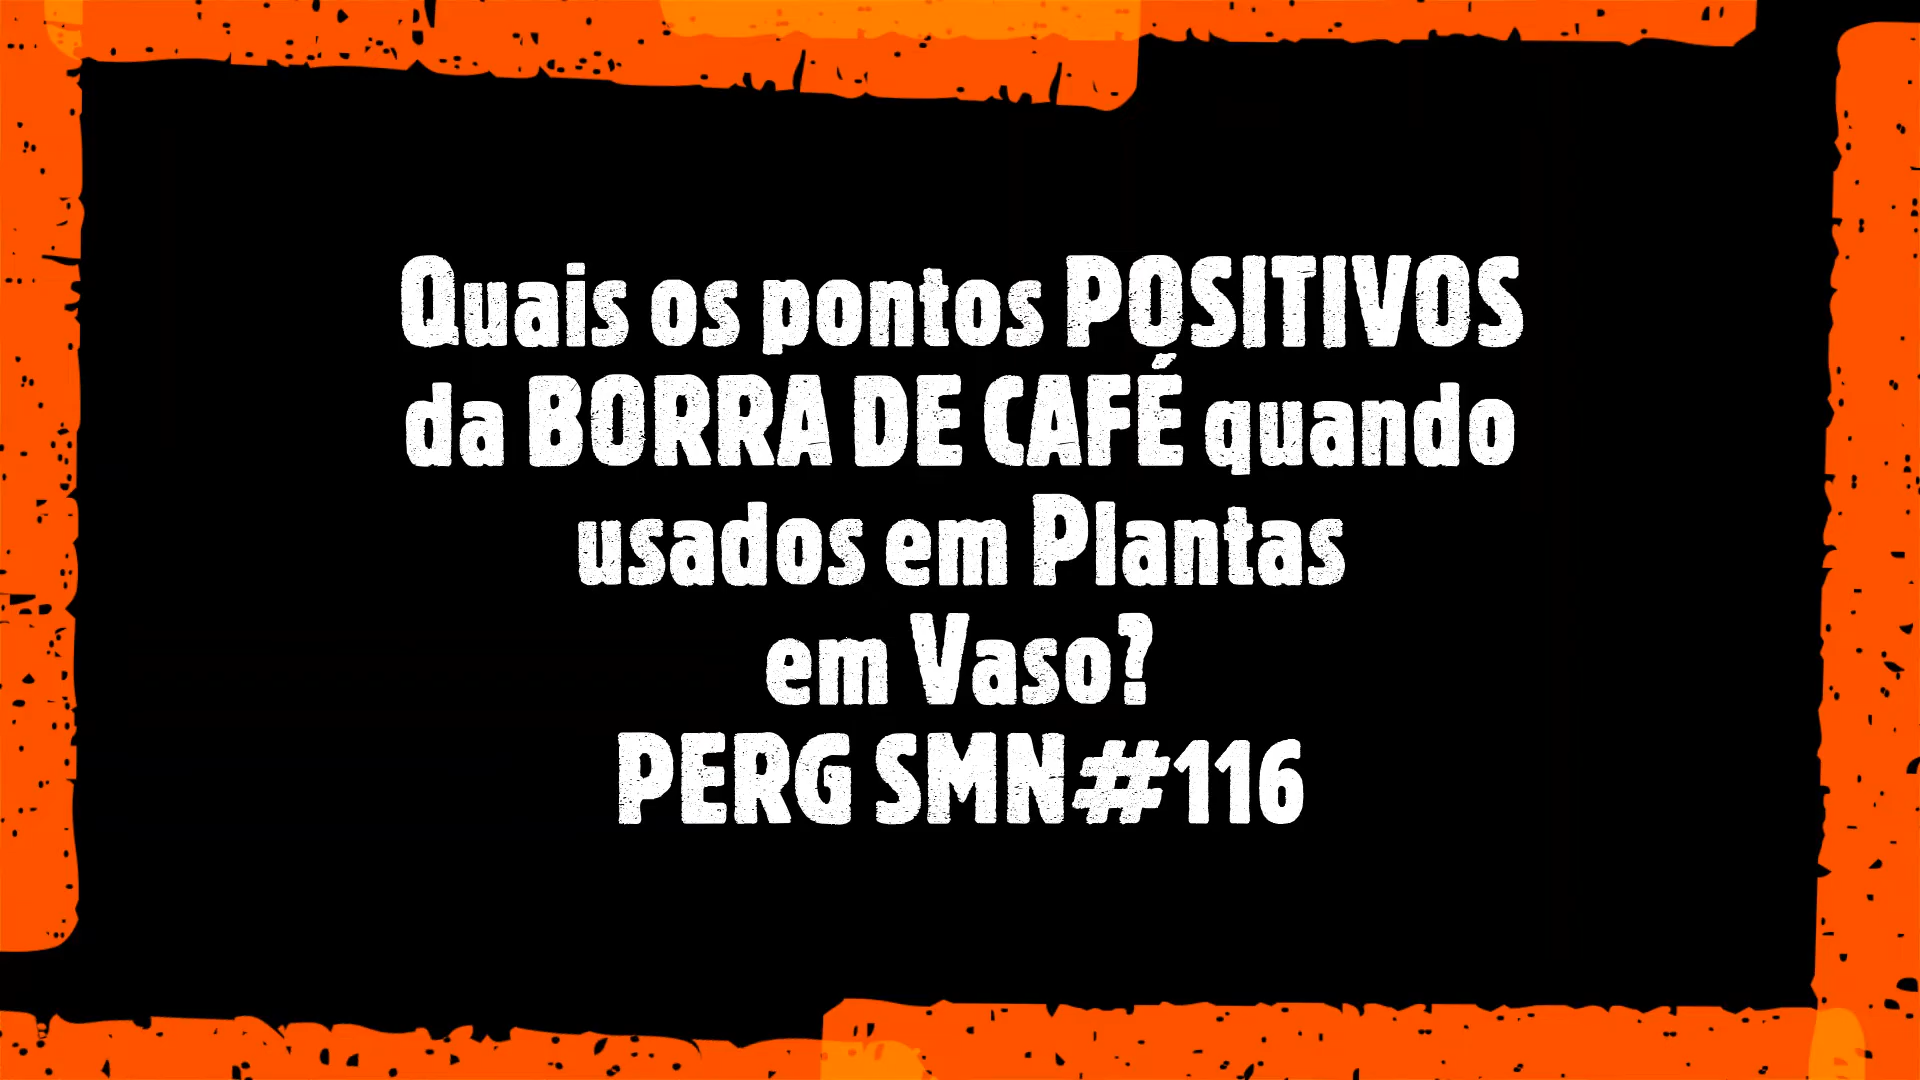 Quais os pontos POSITIVOS
da BORRA DE CAFÉ quando
usados em Plantas
em Vaso?
PERG SMN#116